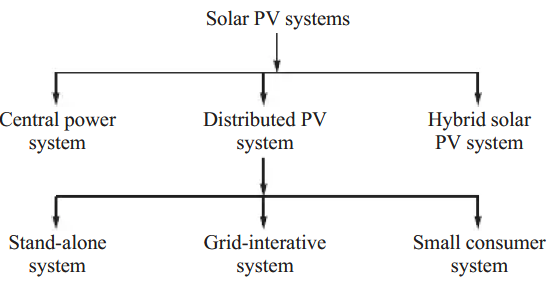 Solar PV systems
Central power
system
Distributed PV
system
Hybrid solar
PV system
Stand-alone
system
Grid-interative
system
Small consumer
system